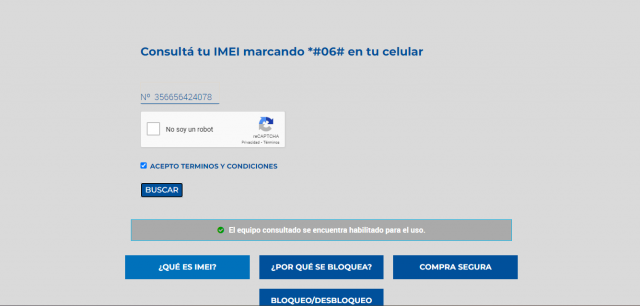 Consultá tu IMEI marcando *#06# en tu celular
Nº 356656424078
No soy un robot
reCAPTCHA
Privacidad - Términos
ACEPTO TERMINOS Y CONDICIONES
BUSCAR
El equipo consultado se encuentra habilitado para el uso.
¿QUÉ ES IMEI? ¿POR QUÉ SE BLOQUEA? COMPRA SEGURA
BLOQUEO/DESBLOQUEO